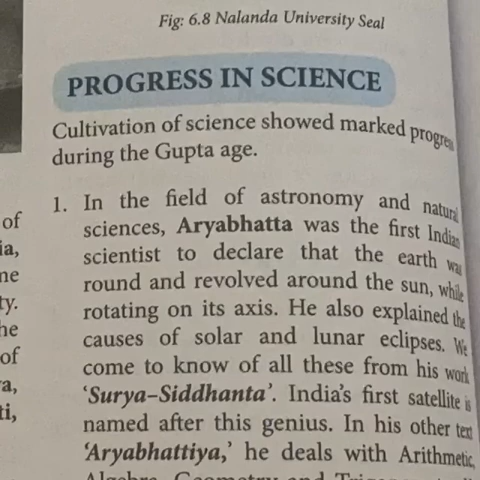 Fig: 6.8 Nalanda University Seal
PROGRESS IN SCIENCE
Cultivation of science showed marked progress
during the Gupta age.
1. In the field of astronomy and natural
sciences, Aryabhatta was the first Indian
scientist to declare that the earth was
round and revolved around the sun, while
rotating on its axis. He also explained the
causes of solar and lunar eclipses. We
come to know of all these from his work
'Surya–Siddhanta'. India's first satellite is
named after this genius. In his other text
'Aryabhattiya,' he deals with Arithmetic,
of
ia,
ne
ty.
he
of
a,
ti,